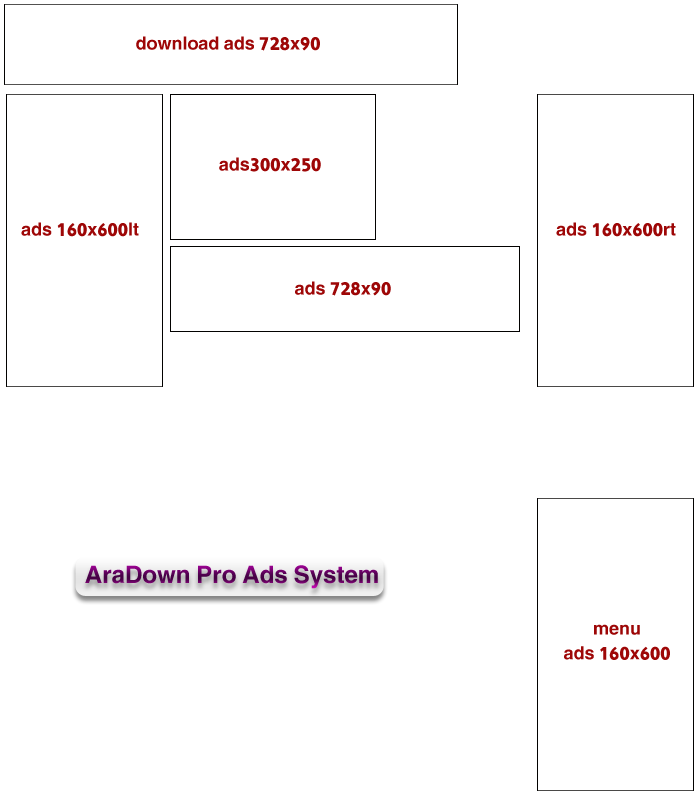 download ads 728x90
ads300x250
ads 160x600lt
ads 160x600rt
ads 728x90
AraDown Pro Ads System
menu
ads 160x600